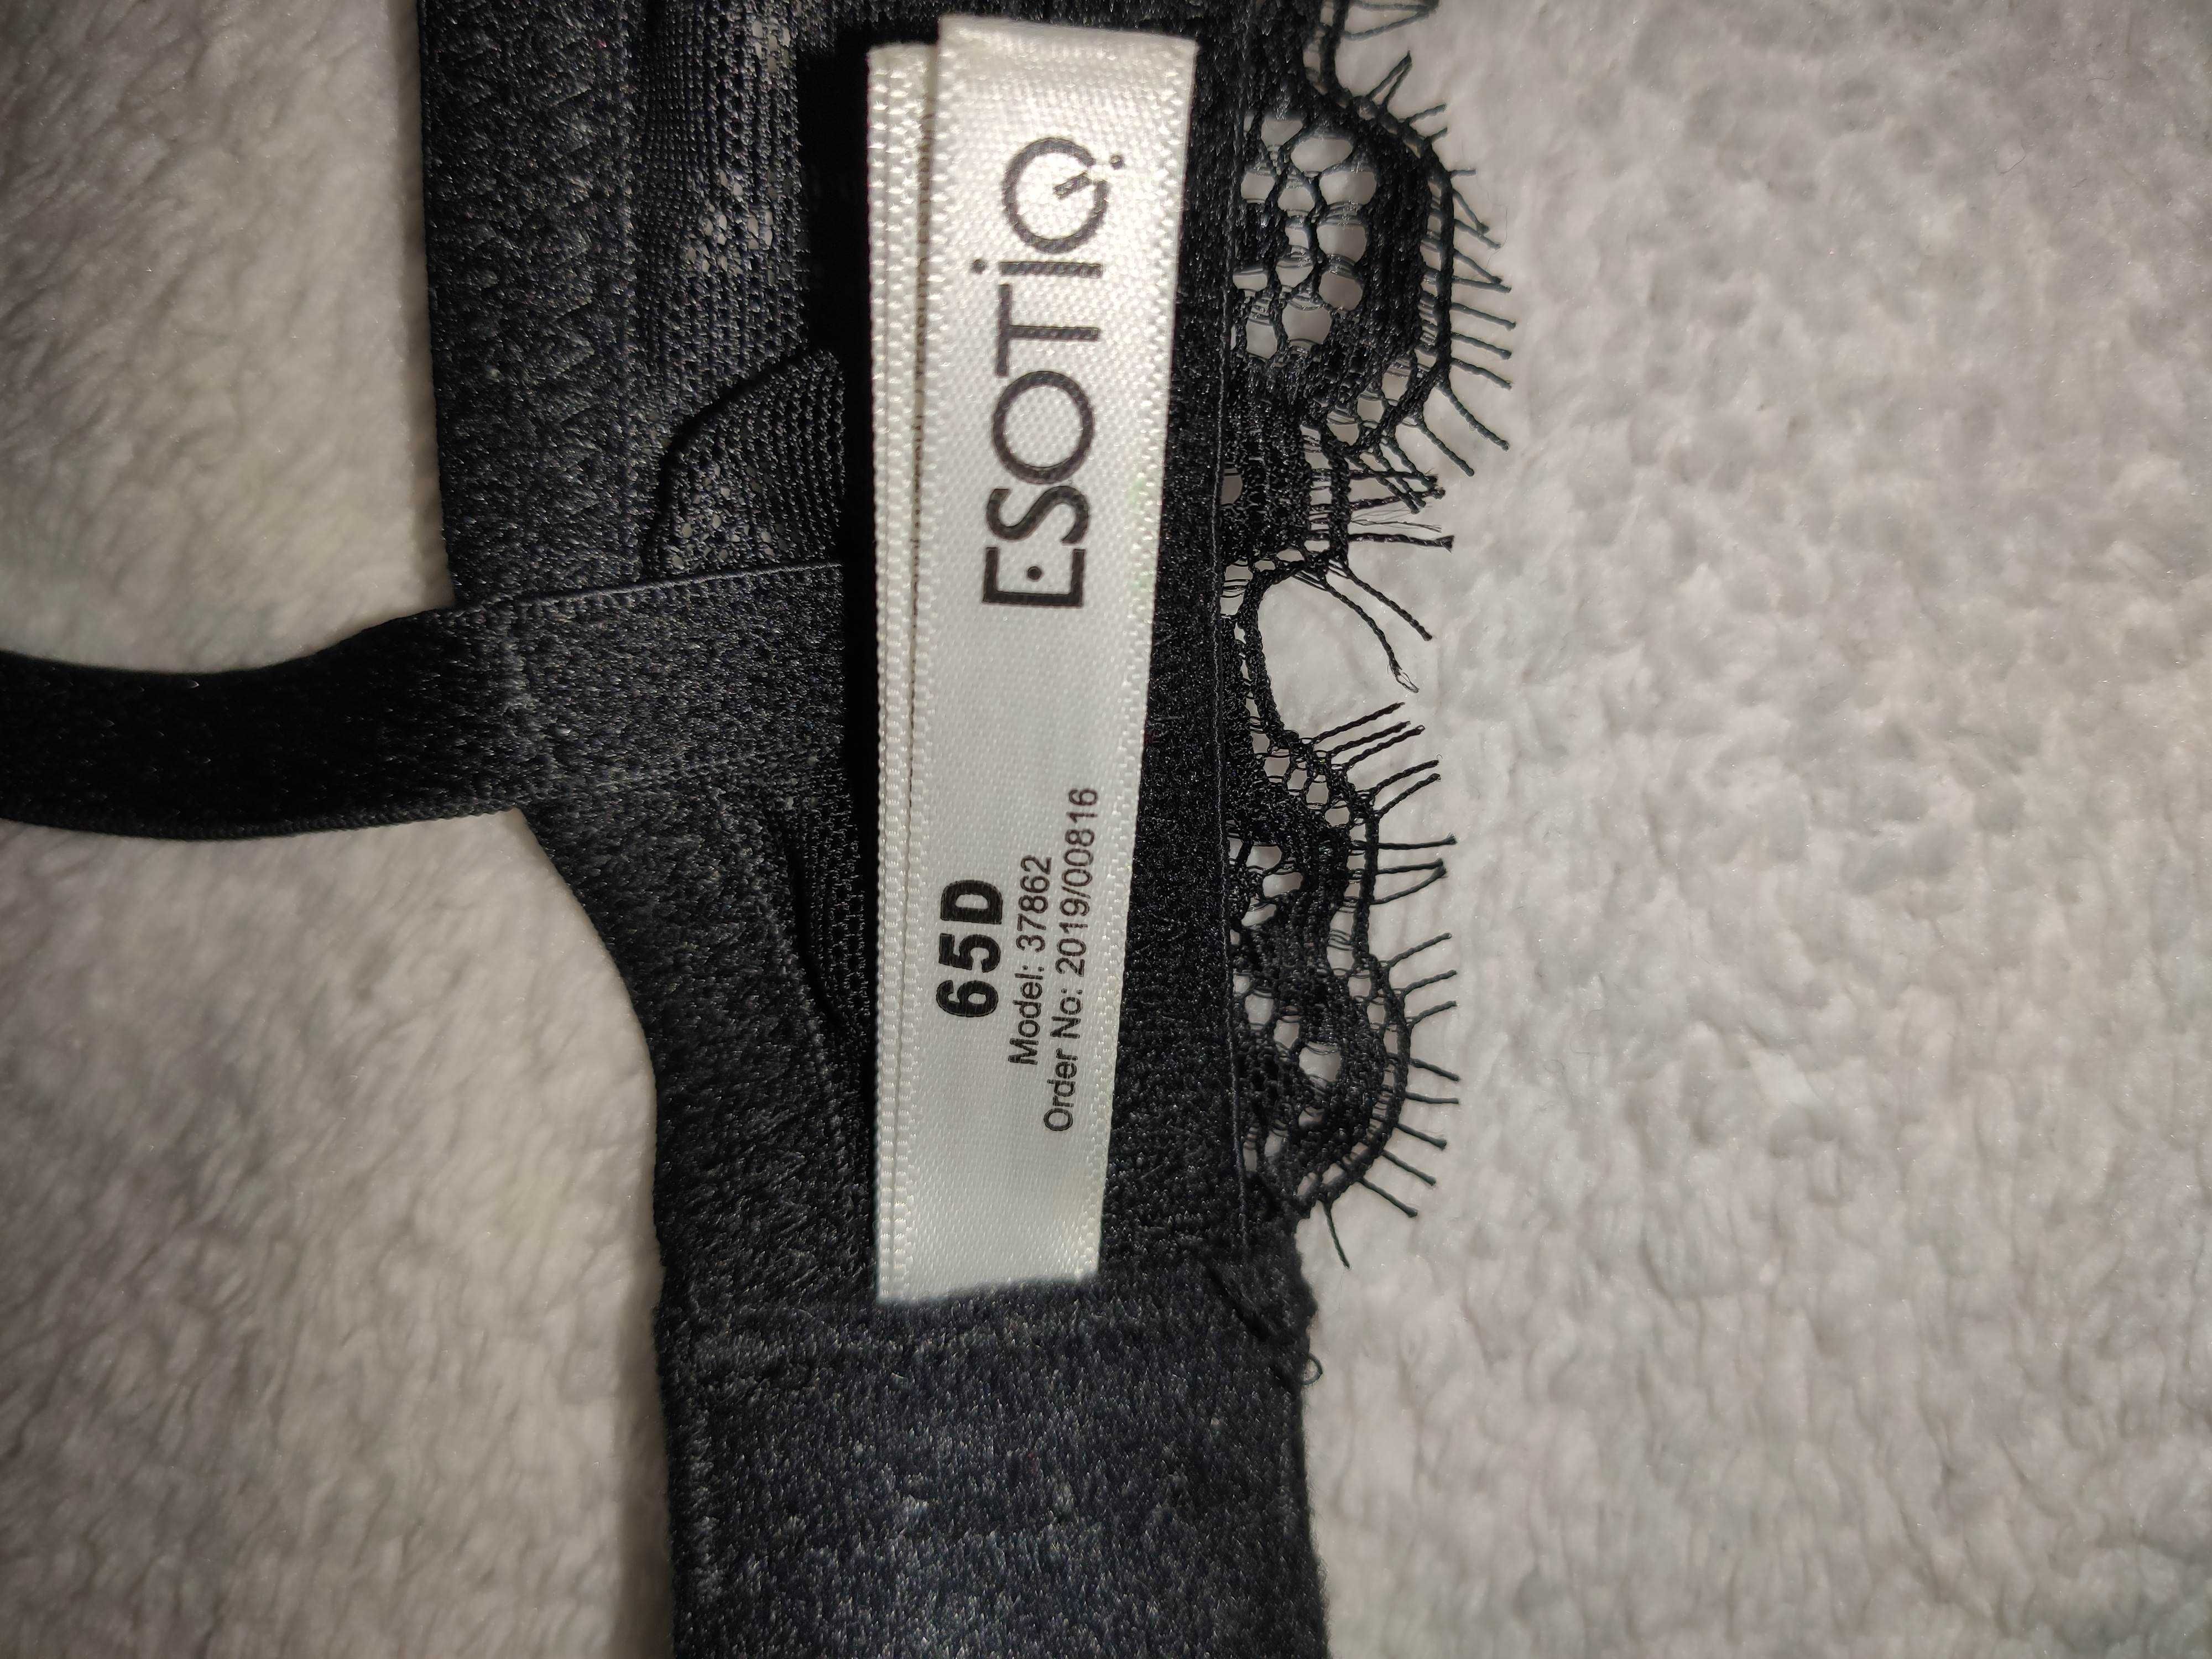 ESOTIQ
65D
Model: 37862
Order No: 2019/00816